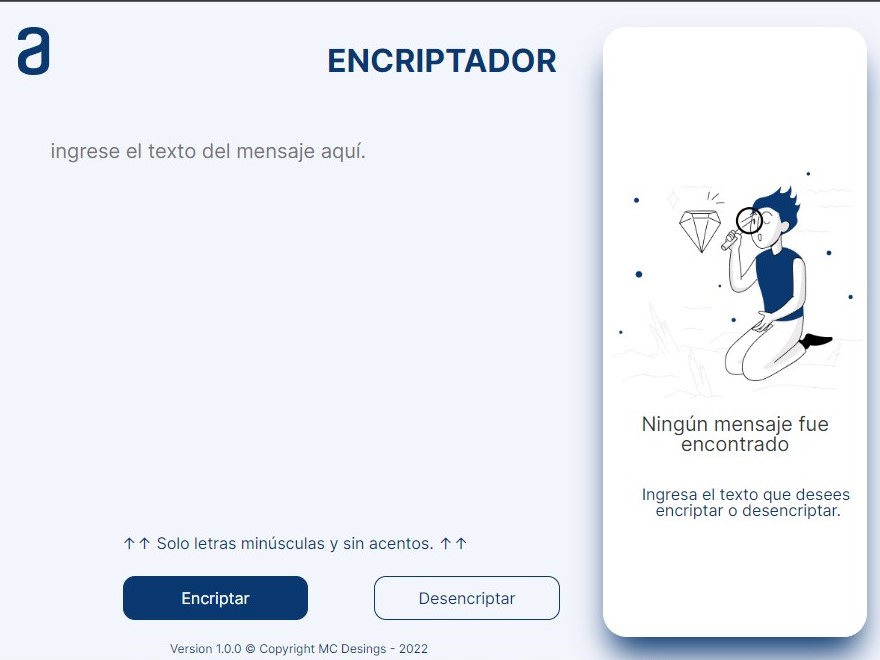 a
ENCRIPTADOR
ingrese el texto del mensaje aquí.
↑↑ Solo letras minúsculas y sin acentos. ↑↑
Encriptar
Desencriptar
Version 1.0.0 © Copyright MC Desings - 2022
Ningún mensaje fue
encontrado
Ingresa el texto que desees
encriptar o desencriptar.